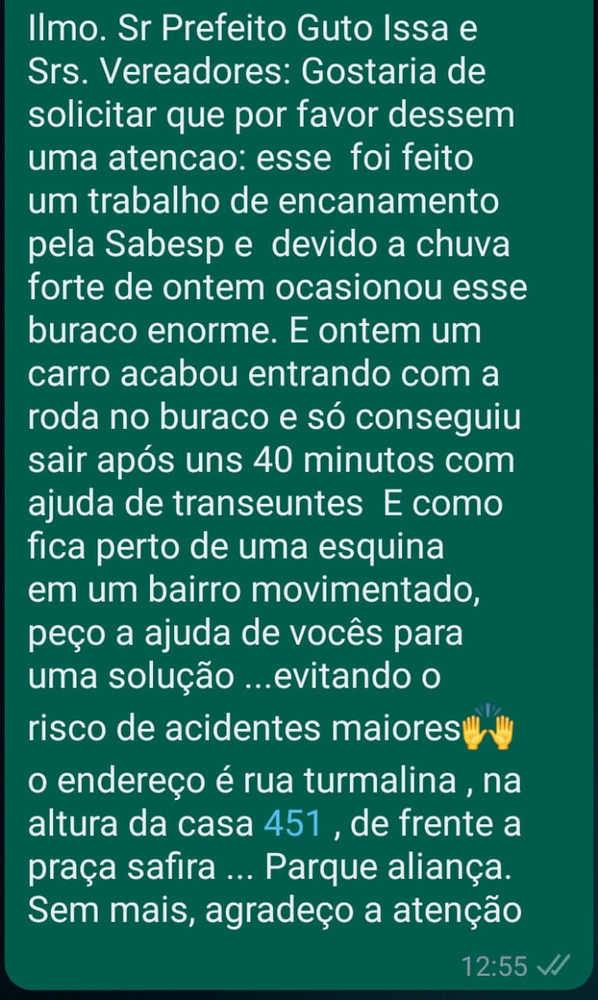 Ilmo. Sr Prefeito Guto Issa e
Srs. Vereadores: Gostaria de
solicitar que por favor dessem
uma atencao: esse  foi feito
um trabalho de encanamento
pela Sabesp e  devido a chuva
forte de ontem ocasionou esse
buraco enorme. E ontem um
carro acabou entrando com a
roda no buraco e só conseguiu
sair após uns 40 minutos com
ajuda de transeuntes  E como
fica perto de uma esquina
em um bairro movimentado,
peço a ajuda de vocês para
uma solução ...evitando o
risco de acidentes maiores🙌
o endereço é rua turmalina , na
altura da casa 451 , de frente a
praça safira ... Parque aliança.
Sem mais, agradeço a atenção
12:55